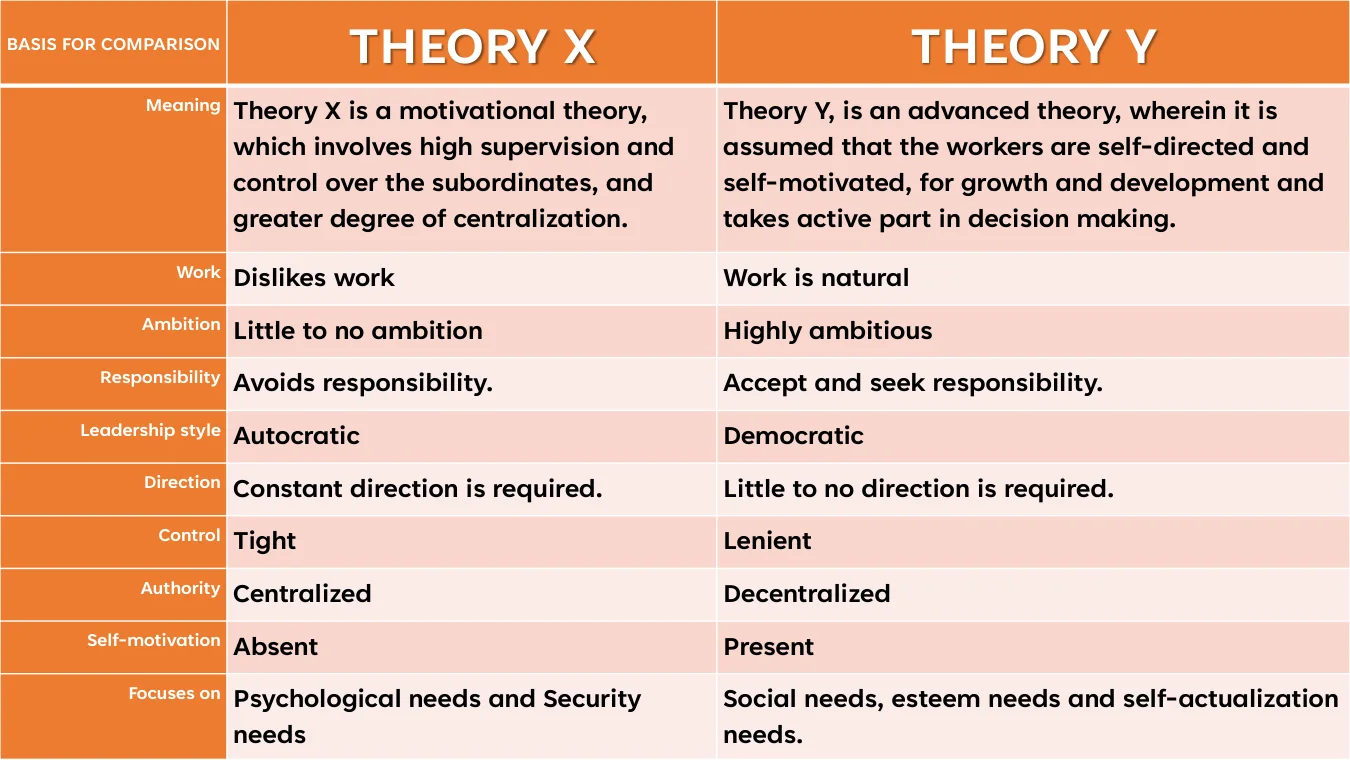 BASIS FOR COMPARISON
THEORY X
THEORY Y
Meaning
Theory X is a motivational theory,
which involves high supervision and
control over the subordinates, and
greater degree of centralization.
Theory Y, is an advanced theory, wherein it is
assumed that the workers are self-directed and
self-motivated, for growth and development and
takes active part in decision making.
Work
Dislikes work
Work is natural
Ambition
Little to no ambition
Highly ambitious
Responsibility
Avoids responsibility.
Accept and seek responsibility.
Leadership style
Autocratic
Democratic
Direction
Constant direction is required.
Little to no direction is required.
Control
Tight
Lenient
Authority
Centralized
Decentralized
Self-motivation
Absent
Present
Focuses on
Psychological needs and Security
needs
Social needs, esteem needs and self-actualization
needs.